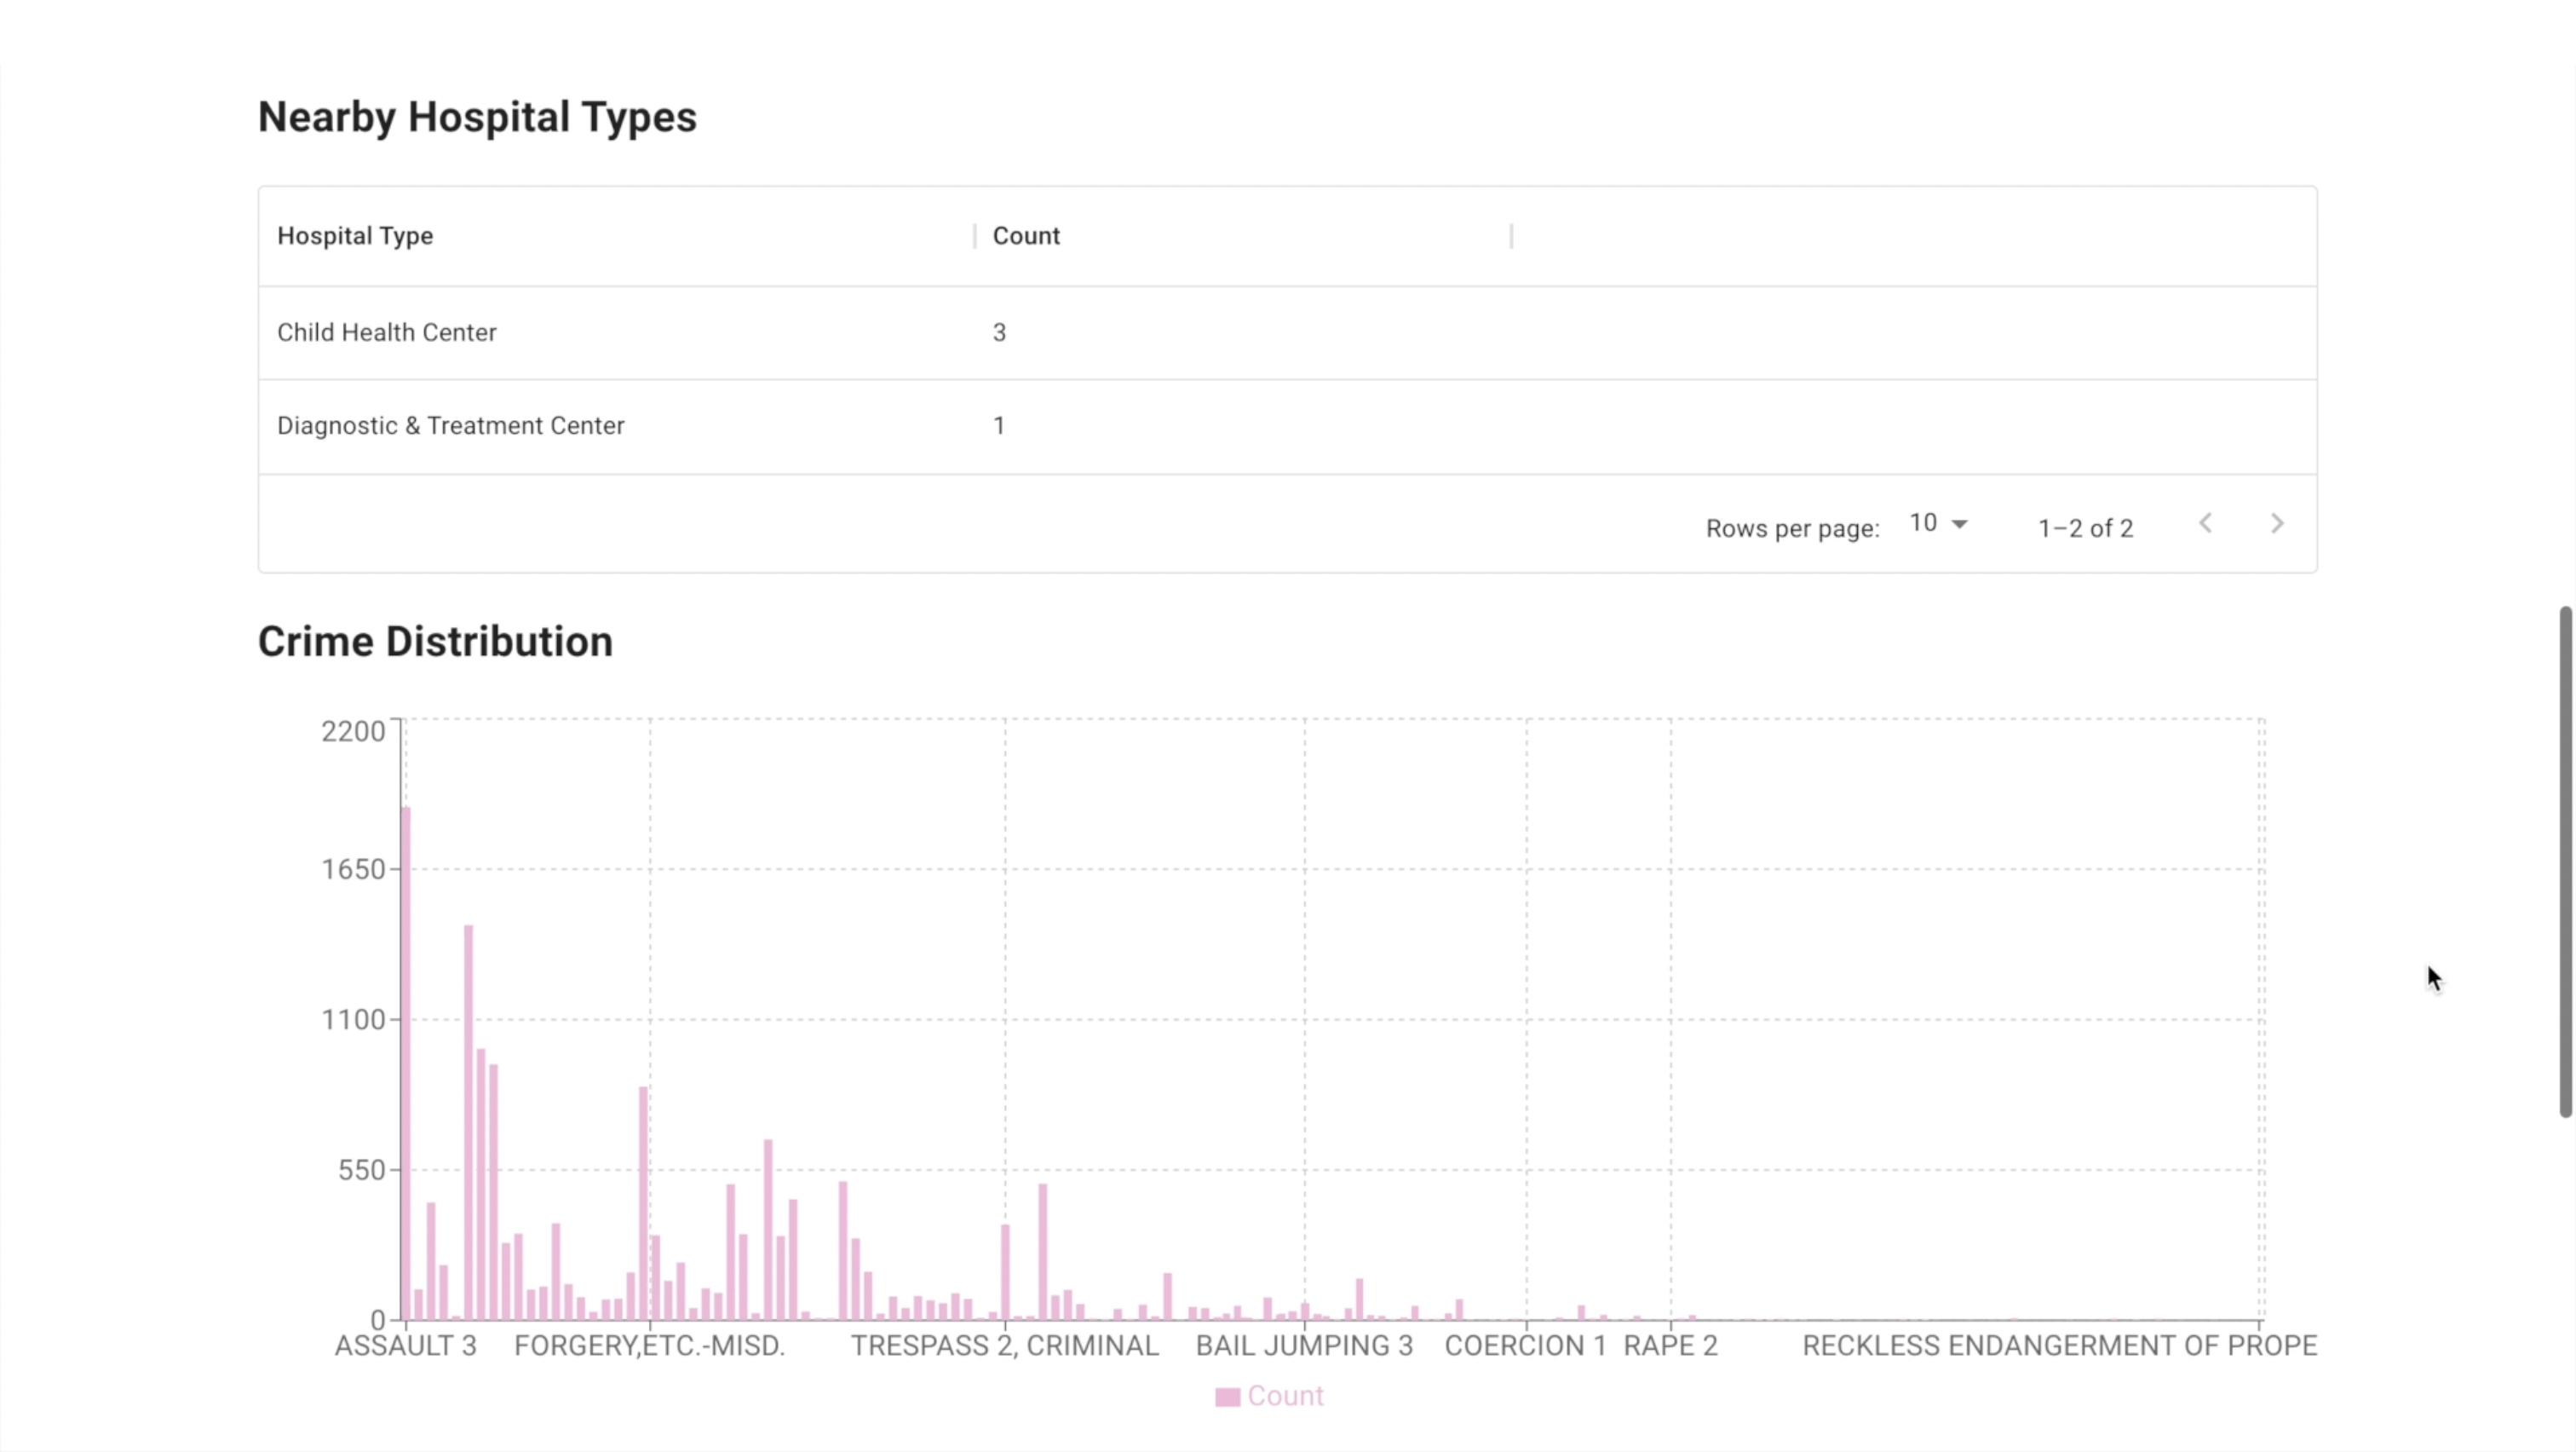 Nearby Hospital Types
Hospital Type Count
Child Health Center 3
Diagnostic & Treatment Center 1
Rows per page: 10 1–2 of 2
Crime Distribution
2200
1650
1100
550
0
ASSAULT 3 FORGERY,ETC.-MISD. TRESPASS 2, CRIMINAL BAIL JUMPING 3 COERCION 1 RAPE 2 RECKLESS ENDANGERMENT OF PROPE
Count